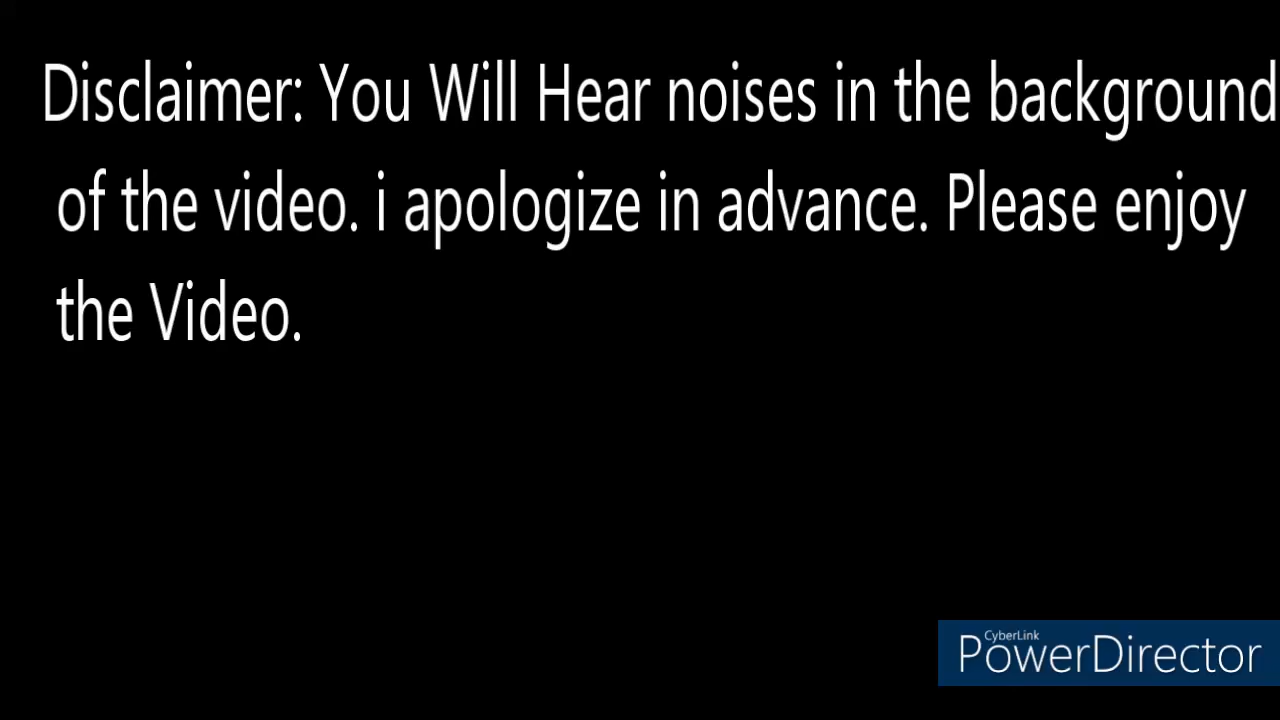 Disclaimer: You Will Hear noises in the background
of the video. i apologize in advance. Please enjoy
the Video.
CyberLink
PowerDirector